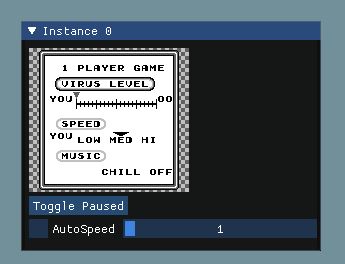 Instance 0
1 PLAYER GAME
VIRUS LEVEL
YOU 00
SPEED
YOU LOW MED HI
MUSIC
CHILL OFF
Toggle Paused
AutoSpeed 1